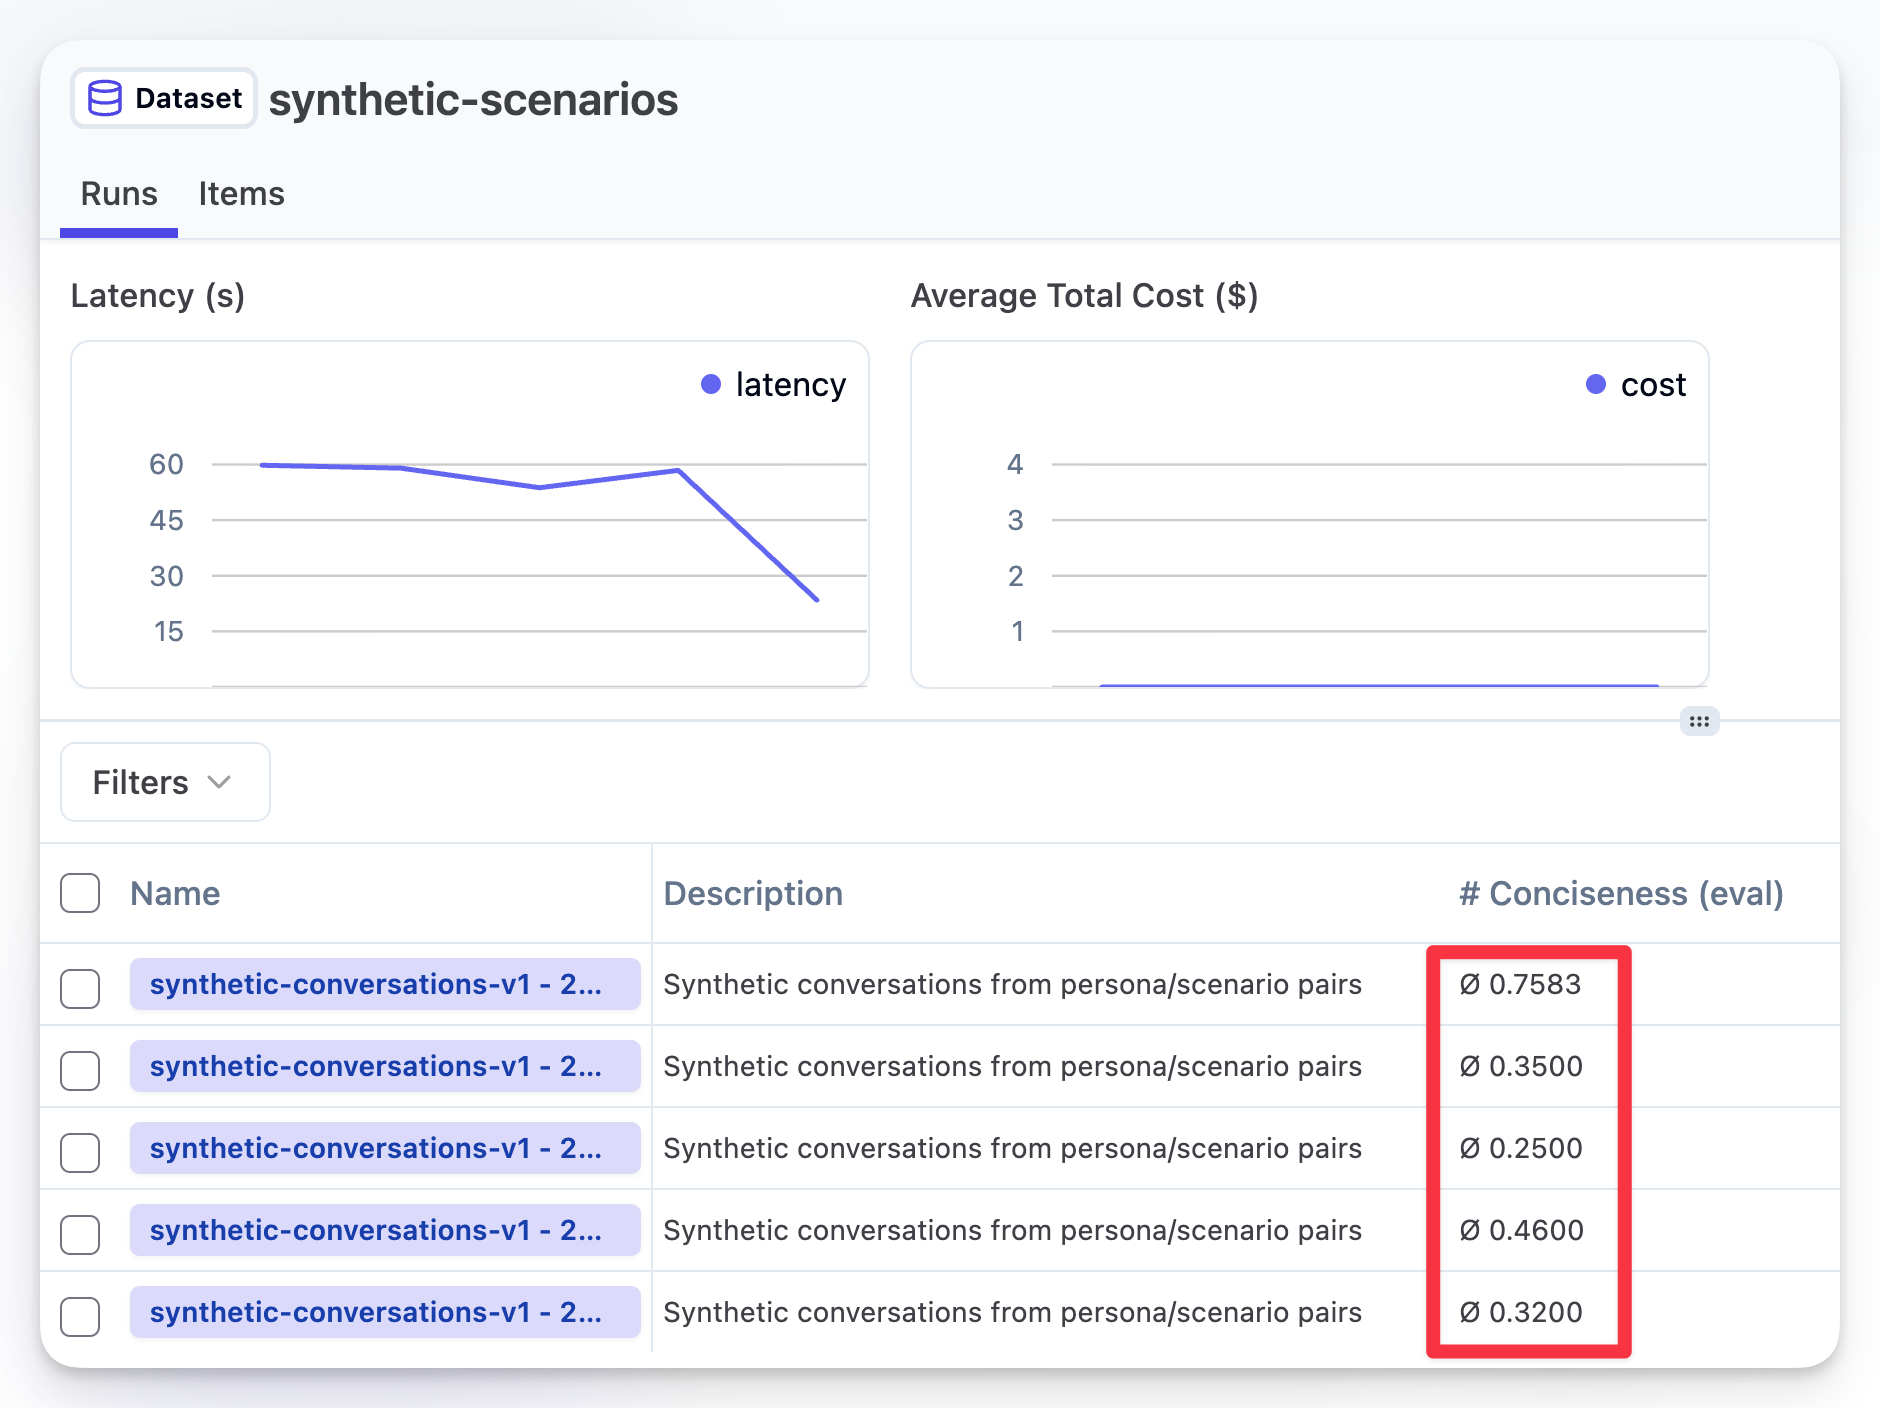 Dataset synthetic-scenarios
Runs Items
Latency (s)
latency
60
45
30
15
Average Total Cost ($)
cost
4
3
2
1
Filters
Name Description # Conciseness (eval)
synthetic-conversations-v1 - 2... Synthetic conversations from persona/scenario pairs Ø 0.7583
synthetic-conversations-v1 - 2... Synthetic conversations from persona/scenario pairs Ø 0.3500
synthetic-conversations-v1 - 2... Synthetic conversations from persona/scenario pairs Ø 0.2500
synthetic-conversations-v1 - 2... Synthetic conversations from persona/scenario pairs Ø 0.4600
synthetic-conversations-v1 - 2... Synthetic conversations from persona/scenario pairs Ø 0.3200